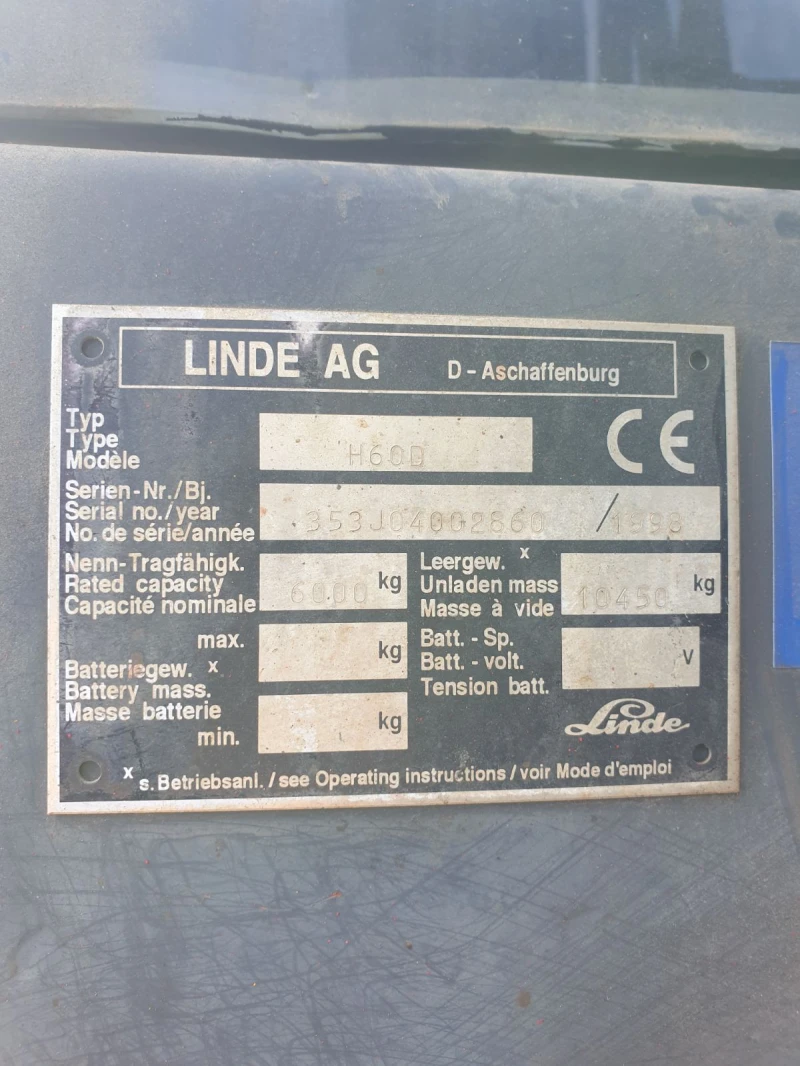 LINDE AG D - Aschaffenburg
Typ
Type
Modèle
H60D
CE
Serien-Nr./Bj.
Serial no./year
No. de série/année
353J04002860 / 1998
Nenn-Tragfähigk.
Rated capacity
Capacité nominale
6000 kg
Leergew. x
Unladen mass
Masse à vide
10450 kg
max.
kg
Batteriegew. x
Battery mass.
Masse batterie
min.
kg
Batt. - Sp.
Batt. - volt.
Tension batt.
V
Linde
x s. Betriebsanl. / see Operating instructions / voir Mode d'emploi